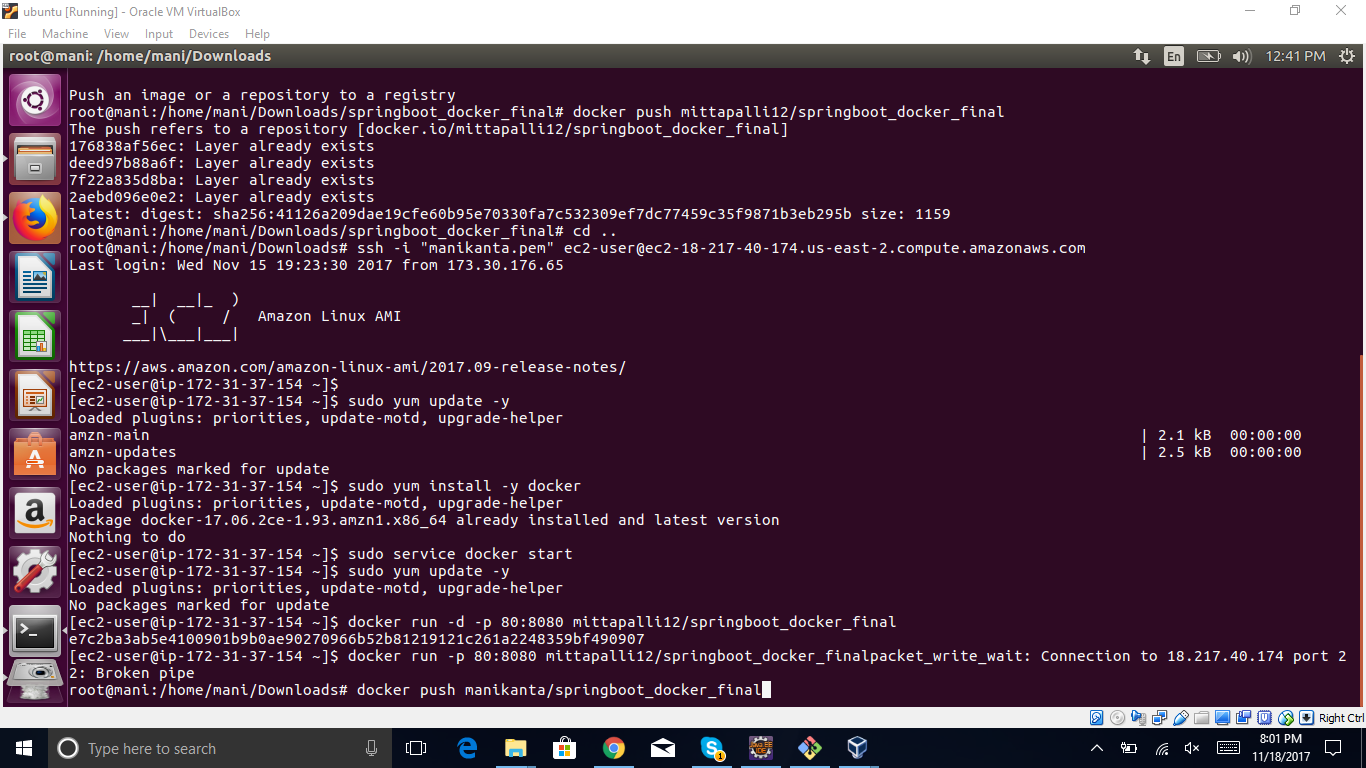 ubuntu [Running] - Oracle VM VirtualBox
File Machine View Input Devices Help
root@mani: /home/mani/Downloads
En 12:41 PM
Push an image or a repository to a registry
root@mani:/home/mani/Downloads/springboot_docker_final# docker push mittapalli12/springboot_docker_final
The push refers to a repository [docker.io/mittapalli12/springboot_docker_final]
176838af56ec: Layer already exists
deed97b88a6f: Layer already exists
7f22a835d8ba: Layer already exists
2aebd096e0e2: Layer already exists
latest: digest: sha256:41126a209dae19cfe60b95e70330fa7c532309ef7dc77459c35f9871b3eb295b size: 1159
root@mani:/home/mani/Downloads/springboot_docker_final# cd ..
root@mani:/home/mani/Downloads# ssh -i "manikanta.pem" ec2-user@ec2-18-217-40-174.us-east-2.compute.amazonaws.com
Last login: Wed Nov 15 19:23:30 2017 from 173.30.176.65
       __|  __|_  )
       _|  (     /   Amazon Linux AMI
      ___|\___|___|
https://aws.amazon.com/amazon-linux-ami/2017.09-release-notes/
[ec2-user@ip-172-31-37-154 ~]$
[ec2-user@ip-172-31-37-154 ~]$ sudo yum update -y
Loaded plugins: priorities, update-motd, upgrade-helper
amzn-main | 2.1 kB 00:00:00
amzn-updates | 2.5 kB 00:00:00
No packages marked for update
[ec2-user@ip-172-31-37-154 ~]$ sudo yum install -y docker
Loaded plugins: priorities, update-motd, upgrade-helper
Package docker-17.06.2ce-1.93.amzn1.x86_64 already installed and latest version
Nothing to do
[ec2-user@ip-172-31-37-154 ~]$ sudo service docker start
[ec2-user@ip-172-31-37-154 ~]$ sudo yum update -y
Loaded plugins: priorities, update-motd, upgrade-helper
No packages marked for update
[ec2-user@ip-172-31-37-154 ~]$ docker run -d -p 80:8080 mittapalli12/springboot_docker_final
e7c2ba3ab5e4100901b9b0ae90270966b52b81219121c261a2248359bf490907
[ec2-user@ip-172-31-37-154 ~]$ docker run -p 80:8080 mittapalli12/springboot_docker_finalpacket_write_wait: Connection to 18.217.40.174 port 2
2: Broken pipe
root@mani:/home/mani/Downloads# docker push manikanta/springboot_docker_final
Right Ctrl
Type here to search
8:01 PM
11/18/2017